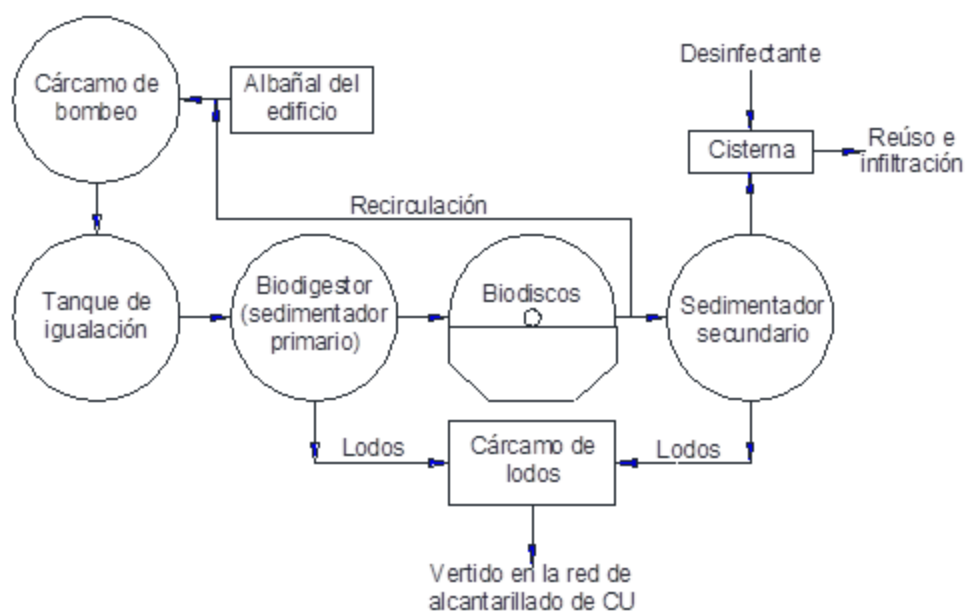 Cárcamo de
bombeo
Albañal del
edificio
Desinfectante
Cisterna
Reúso e
infiltración
Recirculación
Tanque de
igualación
Biodigestor
(sedimentador
primario)
Biodiscos
Sedimentador
secundario
Lodos
Cárcamo de
lodos
Lodos
Vertido en la red de
alcantarillado de CU